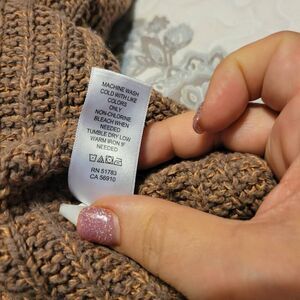 MACHINE WASH
COLD WITH LIKE
COLORS
ONLY
NON-CHLORINE
BLEACH WHEN
NEEDED
TUMBLE DRY LOW
WARM IRON IF
NEEDED
RN 51783
CA 56910